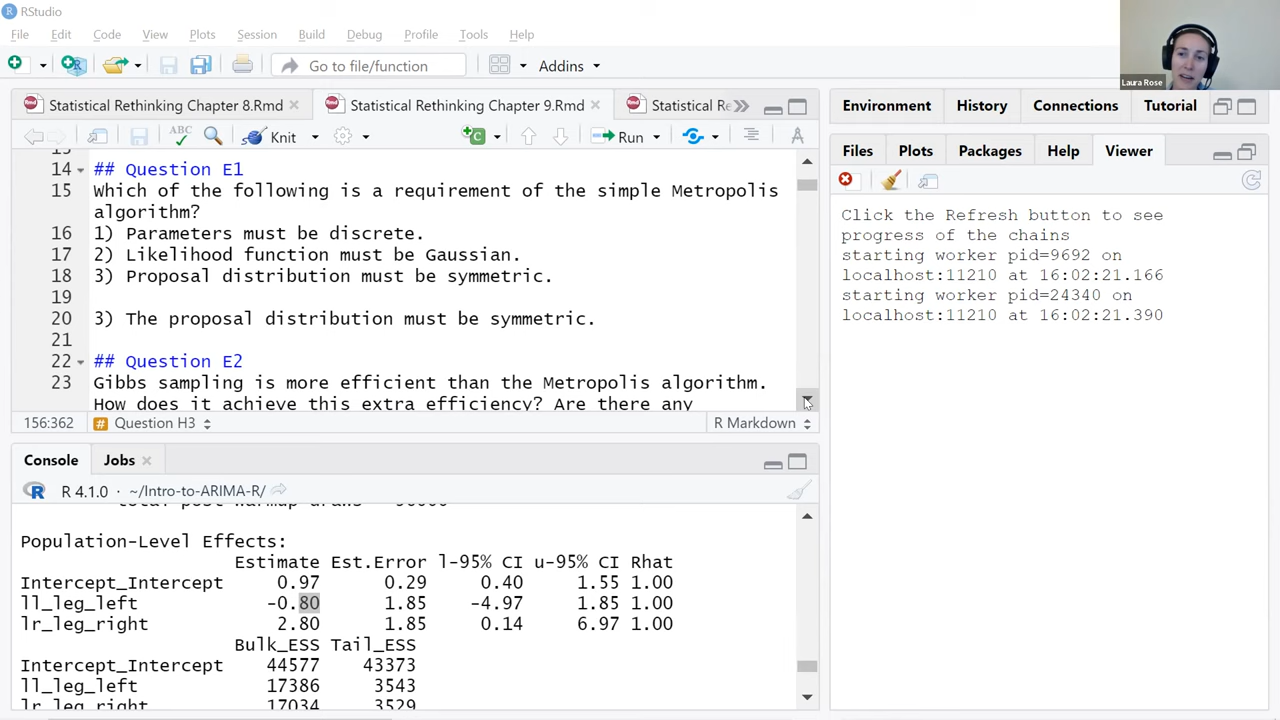 RStudio
File Edit Code View Plots Session Build Debug Profile Tools Help
Go to file/function
Addins
Laura Rose
Statistical Rethinking Chapter 8.Rmd
Statistical Rethinking Chapter 9.Rmd
Statistical Re
ABC
Knit
Run
14 ## Question E1
15 Which of the following is a requirement of the simple Metropolis
algorithm?
16 1) Parameters must be discrete.
17 2) Likelihood function must be Gaussian.
18 3) Proposal distribution must be symmetric.
19
20 3) The proposal distribution must be symmetric.
21
22 ## Question E2
23 Gibbs sampling is more efficient than the Metropolis algorithm.
How does it achieve this extra efficiency? Are there any
156:362 # Question H3 R Markdown
Console Jobs
R 4.1.0 · ~/Intro-to-ARIMA-R/
Population-Level Effects:
Estimate Est.Error l-95% CI u-95% CI Rhat
Intercept_Intercept 0.97 0.29 0.40 1.55 1.00
ll_leg_left -0.80 1.85 -4.97 1.85 1.00
lr_leg_right 2.80 1.85 0.14 6.97 1.00
Bulk_ESS Tail_ESS
Intercept_Intercept 44577 43373
ll_leg_left 17386 3543
lr_leg_right 17034 3529
Environment History Connections Tutorial
Files Plots Packages Help Viewer
Click the Refresh button to see
progress of the chains
starting worker pid=9692 on
localhost:11210 at 16:02:21.166
starting worker pid=24340 on
localhost:11210 at 16:02:21.390